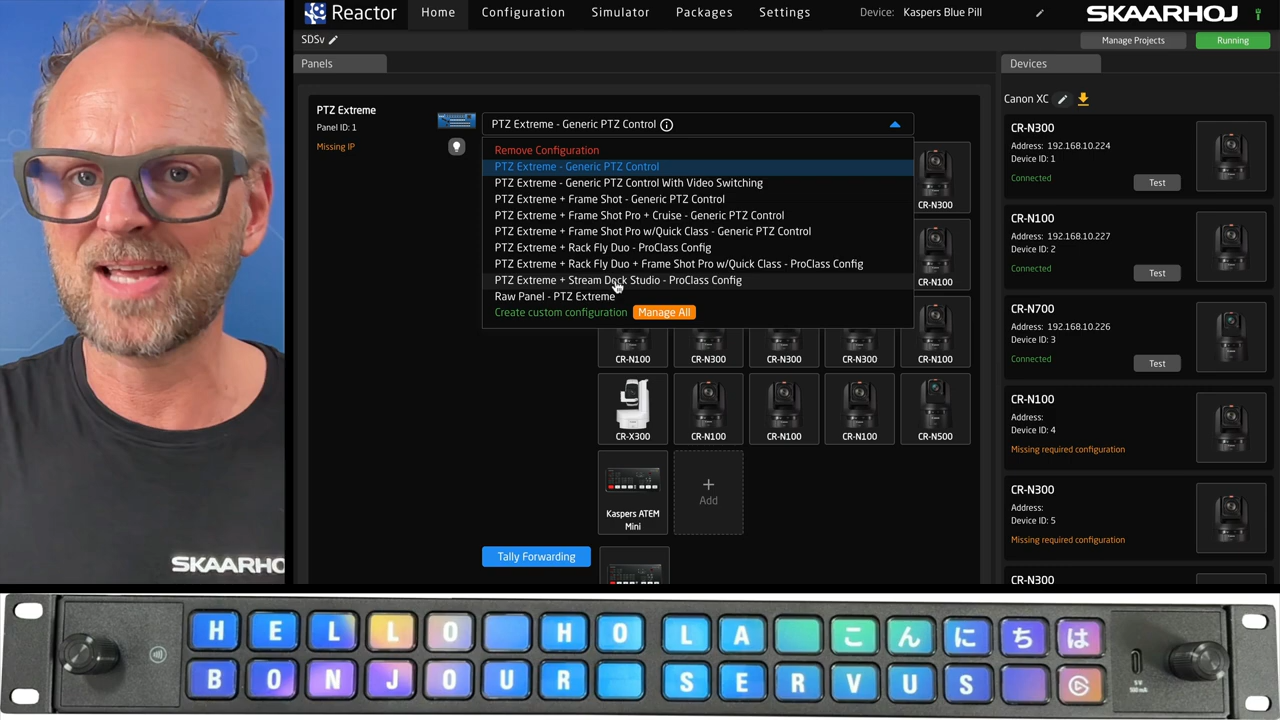 Reactor
Home
Configuration
Simulator
Packages
Settings
Device: Kaspers Blue Pill
SKAARHOJ
SDSv
Manage Projects
Running
Panels
PTZ Extreme
Panel ID: 1
Missing IP
PTZ Extreme - Generic PTZ Control
Remove Configuration
PTZ Extreme - Generic PTZ Control
PTZ Extreme - Generic PTZ Control With Video Switching
PTZ Extreme + Frame Shot - Generic PTZ Control
PTZ Extreme + Frame Shot Pro + Cruise - Generic PTZ Control
PTZ Extreme + Frame Shot Pro w/Quick Class - Generic PTZ Control
PTZ Extreme + Rack Fly Duo - ProClass Config
PTZ Extreme + Rack Fly Duo + Frame Shot Pro w/Quick Class - ProClass Config
PTZ Extreme + Stream Deck Studio - ProClass Config
Raw Panel - PTZ Extreme
Create custom configuration
Manage All
CR-N300
CR-N100
CR-N100
CR-N300
CR-N300
CR-N300
CR-N100
CR-X300
CR-N100
CR-N100
CR-N100
CR-N500
Kaspers ATEM
Mini
+
Add
Tally Forwarding
Devices
Canon XC
CR-N300
Address: 192.168.10.224
Device ID: 1
Connected
Test
CR-N100
Address: 192.168.10.227
Device ID: 2
Connected
Test
CR-N700
Address: 192.168.10.226
Device ID: 3
Connected
Test
CR-N100
Address:
Device ID: 4
Missing required configuration
CR-N300
Address:
Device ID: 5
Missing required configuration
CR-N300
SKAARHO
HELLO HOLA こんにちは
BONJOUR SERVUS